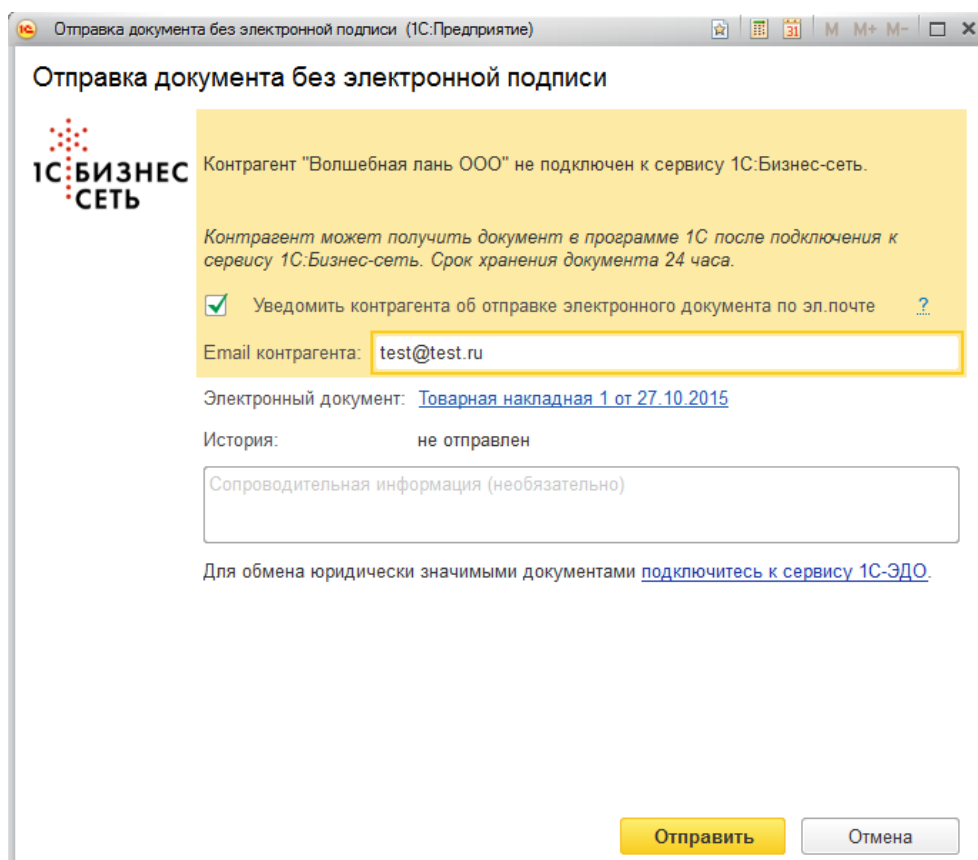 Отправка документа без электронной подписи (1С:Предприятие)
31 M M+ M-
Отправка документа без электронной подписи
1С:БИЗНЕС
СЕТЬ
Контрагент "Волшебная лань ООО" не подключен к сервису 1С:Бизнес-сеть.
Контрагент может получить документ в программе 1С после подключения к
сервису 1С:Бизнес-сеть. Срок хранения документа 24 часа.
Уведомить контрагента об отправке электронного документа по эл.почте ?
Email контрагента: test@test.ru
Электронный документ: Товарная накладная 1 от 27.10.2015
История: не отправлен
Сопроводительная информация (необязательно)
Для обмена юридически значимыми документами подключитесь к сервису 1С-ЭДО.
Отправить Отмена